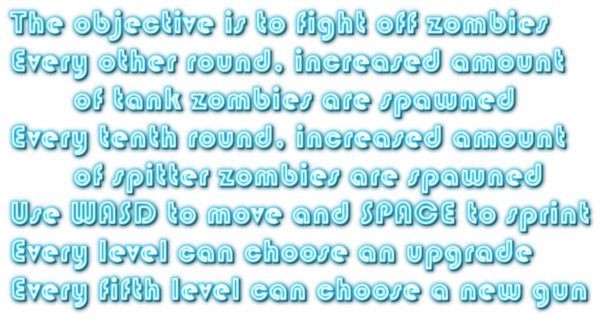 The objective is to fight off zombies
Every other round, increased amount
of tank zombies are spawned
Every tenth round, increased amount
of spitter zombies are spawned
Use WASD to move and SPACE to sprint
Every level can choose an upgrade
Every fifth level can choose a new gun